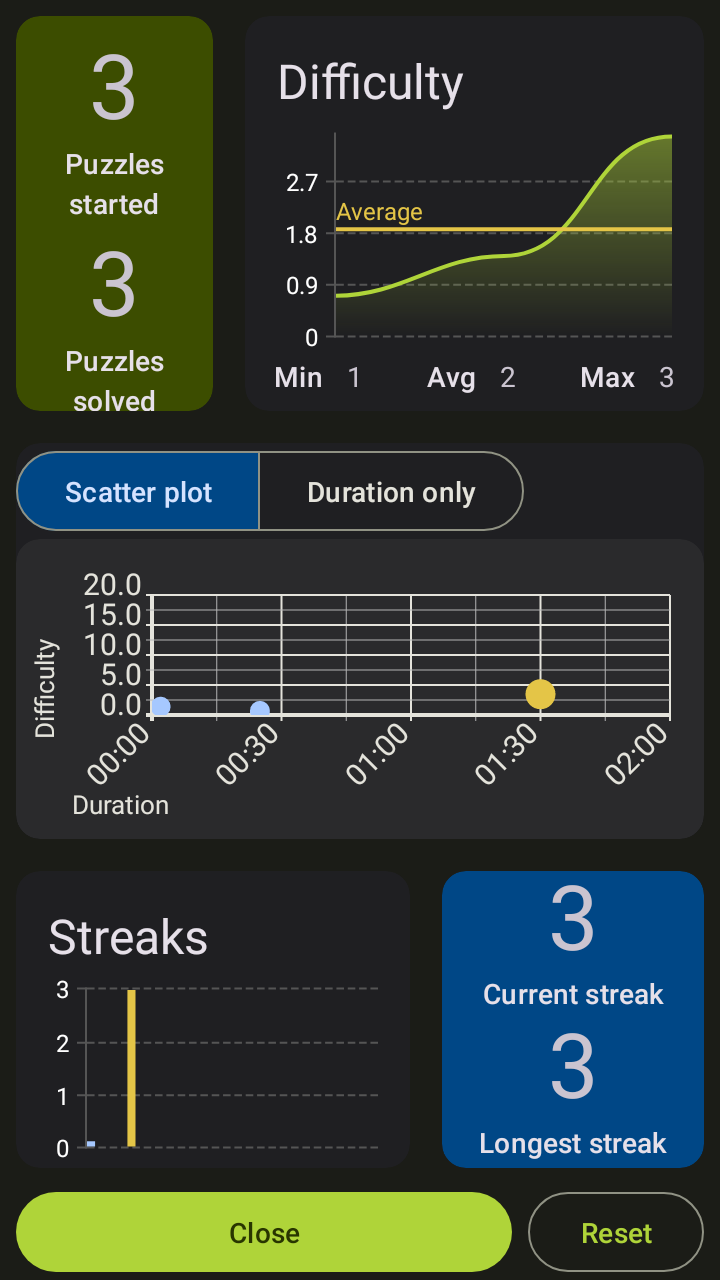 3
Puzzles
started
3
Puzzles
solved
Difficulty
2.7
Average
1.8
0.9
0
Min 1 Avg 2 Max 3
Scatter plot Duration only
20.0
15.0
10.0
5.0
0.0
Difficulty
00:00 00:30 01:00 01:30 02:00
Duration
Streaks
3
2
1
0
3
Current streak
3
Longest streak
Close Reset